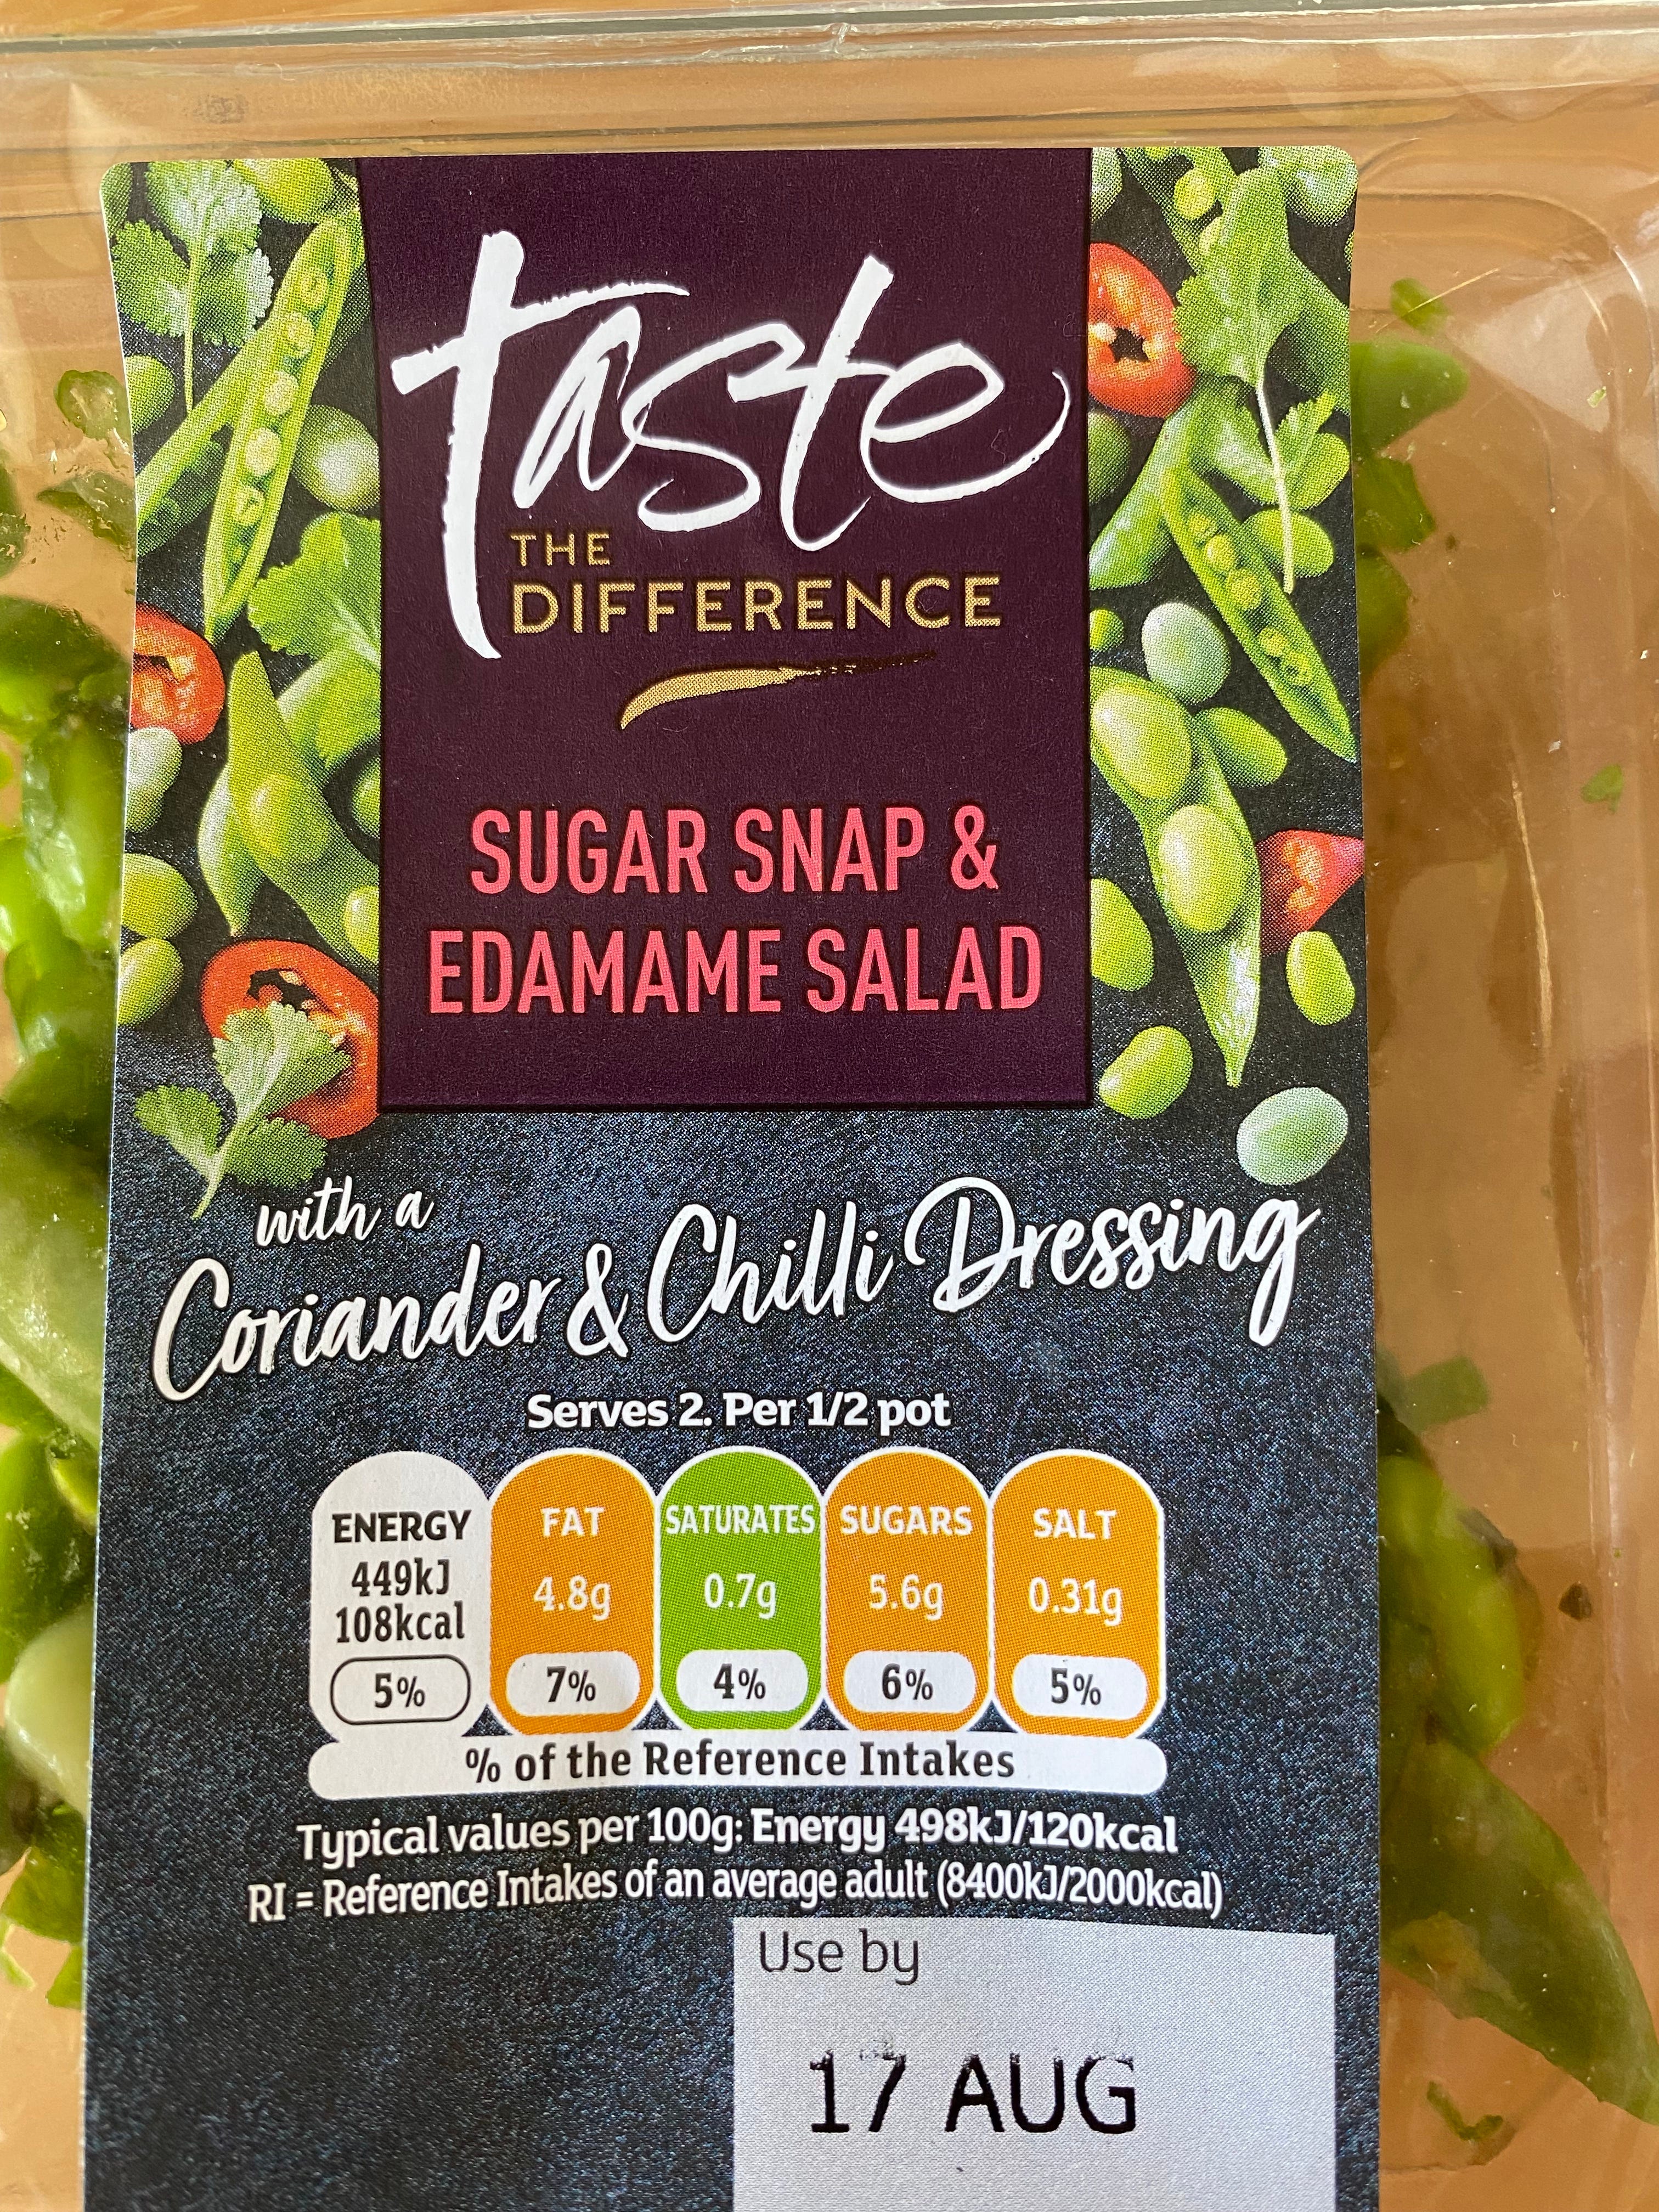 taste
THE
DIFFERENCE
SUGAR SNAP &
EDAMAME SALAD
with a
Coriander & Chilli Dressing
Serves 2. Per 1/2 pot
ENERGY FAT SATURATES SUGARS SALT
449kJ
108kcal 4.8g 0.7g 5.6g 0.31g
5% 7% 4% 6% 5%
% of the Reference Intakes
Typical values per 100g: Energy 498kJ/120kcal
RI = Reference Intakes of an average adult (8400kJ/2000kcal)
Use by
17 AUG